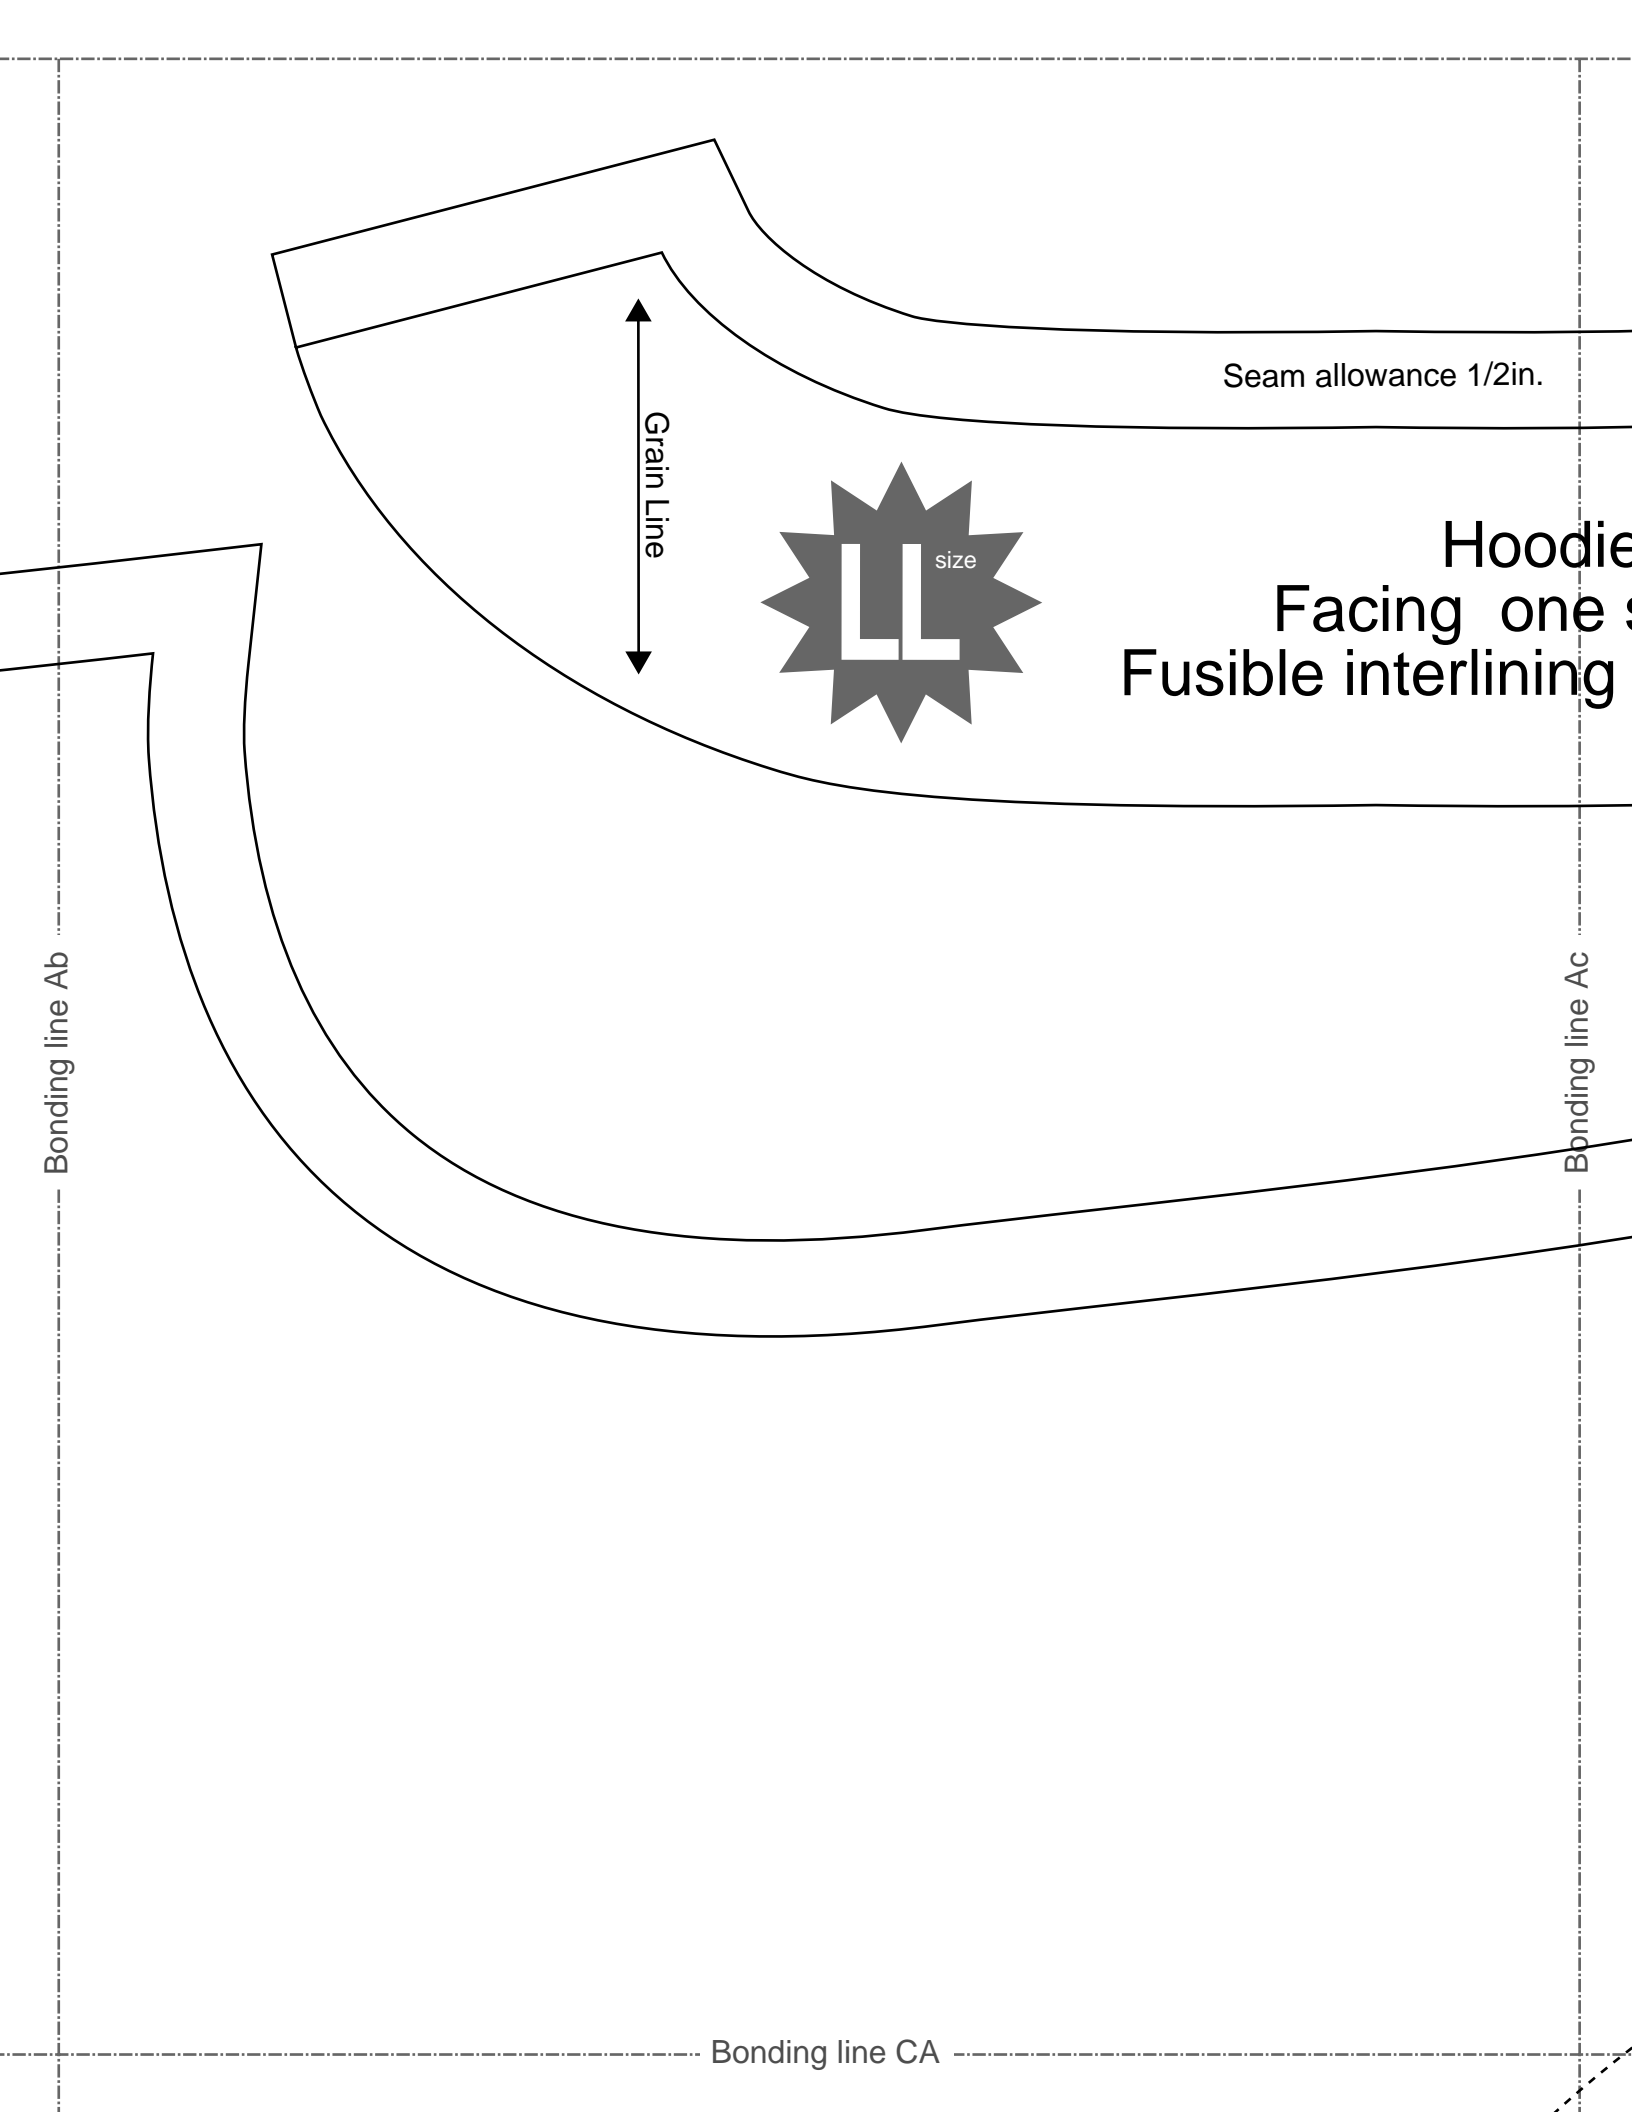 Seam allowance 1/2in.
Grain Line
LL size
Hoodie
Facing  one
Fusible interlining
Bonding line Ab
Bonding line Ac
Bonding line CA